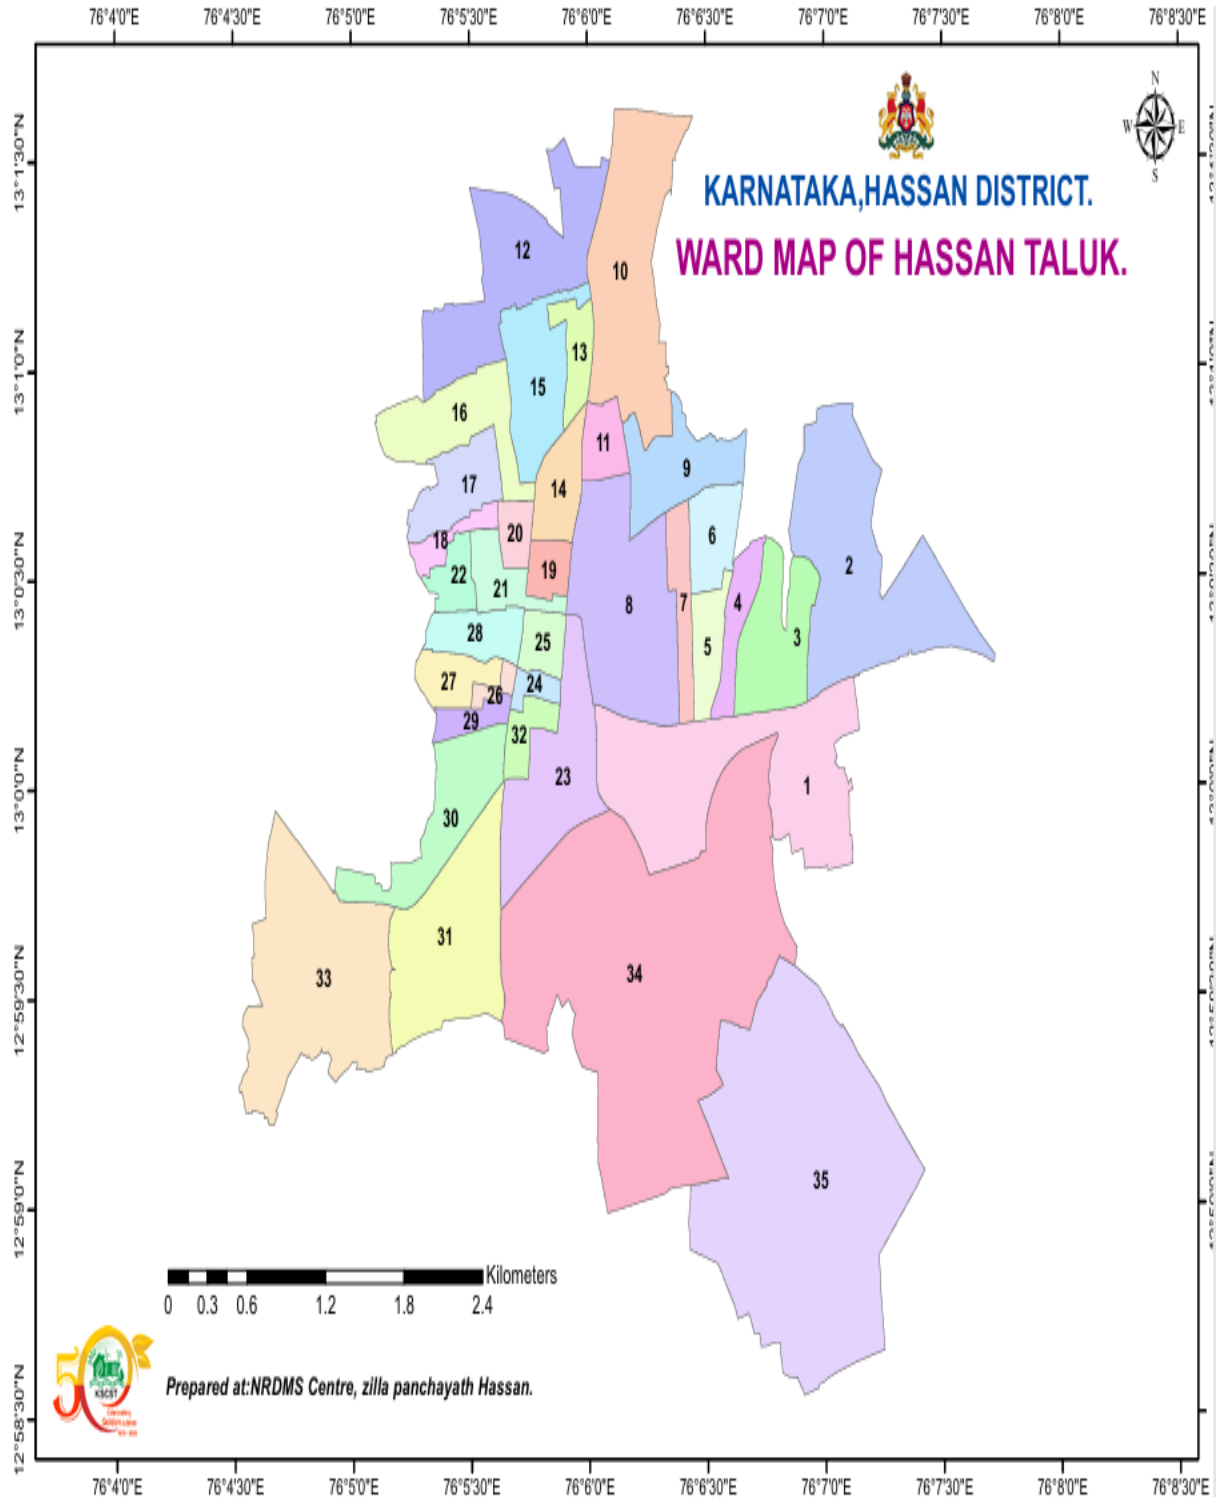 76°4'0"E 76°4'30"E 76°5'0"E 76°5'30"E 76°6'0"E 76°6'30"E 76°7'0"E 76°7'30"E 76°8'0"E 76°8'30"E
N
W E
S
KARNATAKA,HASSAN DISTRICT.
WARD MAP OF HASSAN TALUK.
13°1'30"N
12
10
13°1'0"N
13
15
16
11
9
17
14
20
6
18
13°0'30"N
19
22
21
2
8
7
4
3
28
25
5
27
24
26
29
32
23
1
13°0'0"N
30
31
33
34
12°59'30"N
35
12°59'0"N
Kilometers
0 0.3 0.6 1.2 1.8 2.4
50
KSCST
Prepared at:NRDMS Centre, zilla panchayath Hassan.
12°58'30"N
76°4'0"E 76°4'30"E 76°5'0"E 76°5'30"E 76°6'0"E 76°6'30"E 76°7'0"E 76°7'30"E 76°8'0"E 76°8'30"E